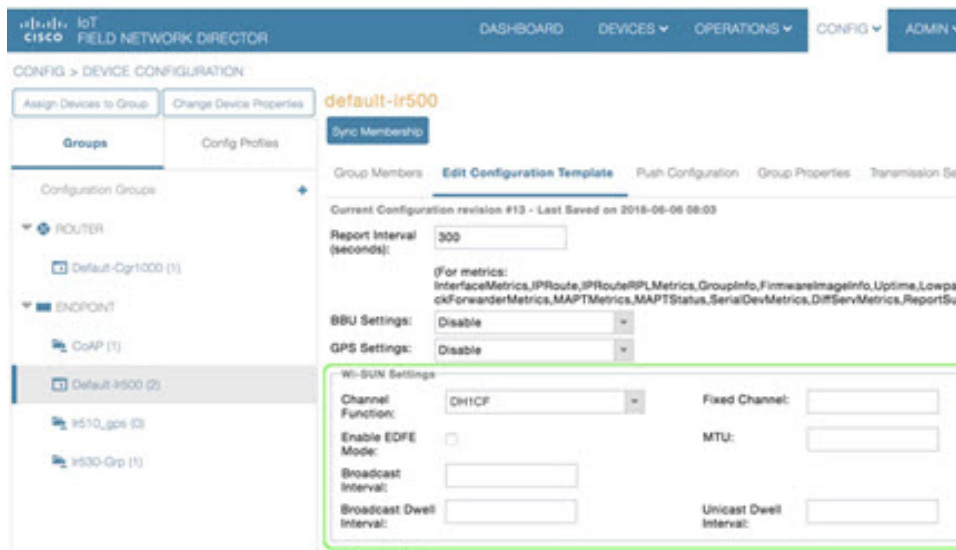 CISCO IoT FIELD NETWORK DIRECTOR
DASHBOARD DEVICES OPERATIONS CONFIG ADMIN
CONFIG > DEVICE CONFIGURATION
Assign Devices to Group Change Device Properties
default-ir500
Sync Membership
Groups Config Profiles
Group Members Edit Configuration Template Push Configuration Group Properties Transmission Se
Configuration Groups
Current Configuration revision #13 - Last Saved on 2018-06-06 08:03
ROUTER
Report Interval (seconds): 300
Default-Cgr1000 (1)
(For metrics:
InterfaceMetrics,IPRoute,IPRouteRPLMetrics,GroupInfo,FirmwareImageInfo,Uptime,Lowpa
ckForwarderMetrics,MAPTMetrics,MAPTStatus,SerialDevMetrics,DiffServMetrics,ReportSu
ENDPOINT
BBU Settings: Disable
CoAP (1)
GPS Settings: Disable
Wi-SUN Settings
Default-Ir500 (2)
Channel Function: DH1CF Fixed Channel:
Ir510_gps (0)
Enable EDFE Mode: MTU:
Ir530-Grp (1)
Broadcast Interval:
Broadcast Dwell Interval: Unicast Dwell Interval: